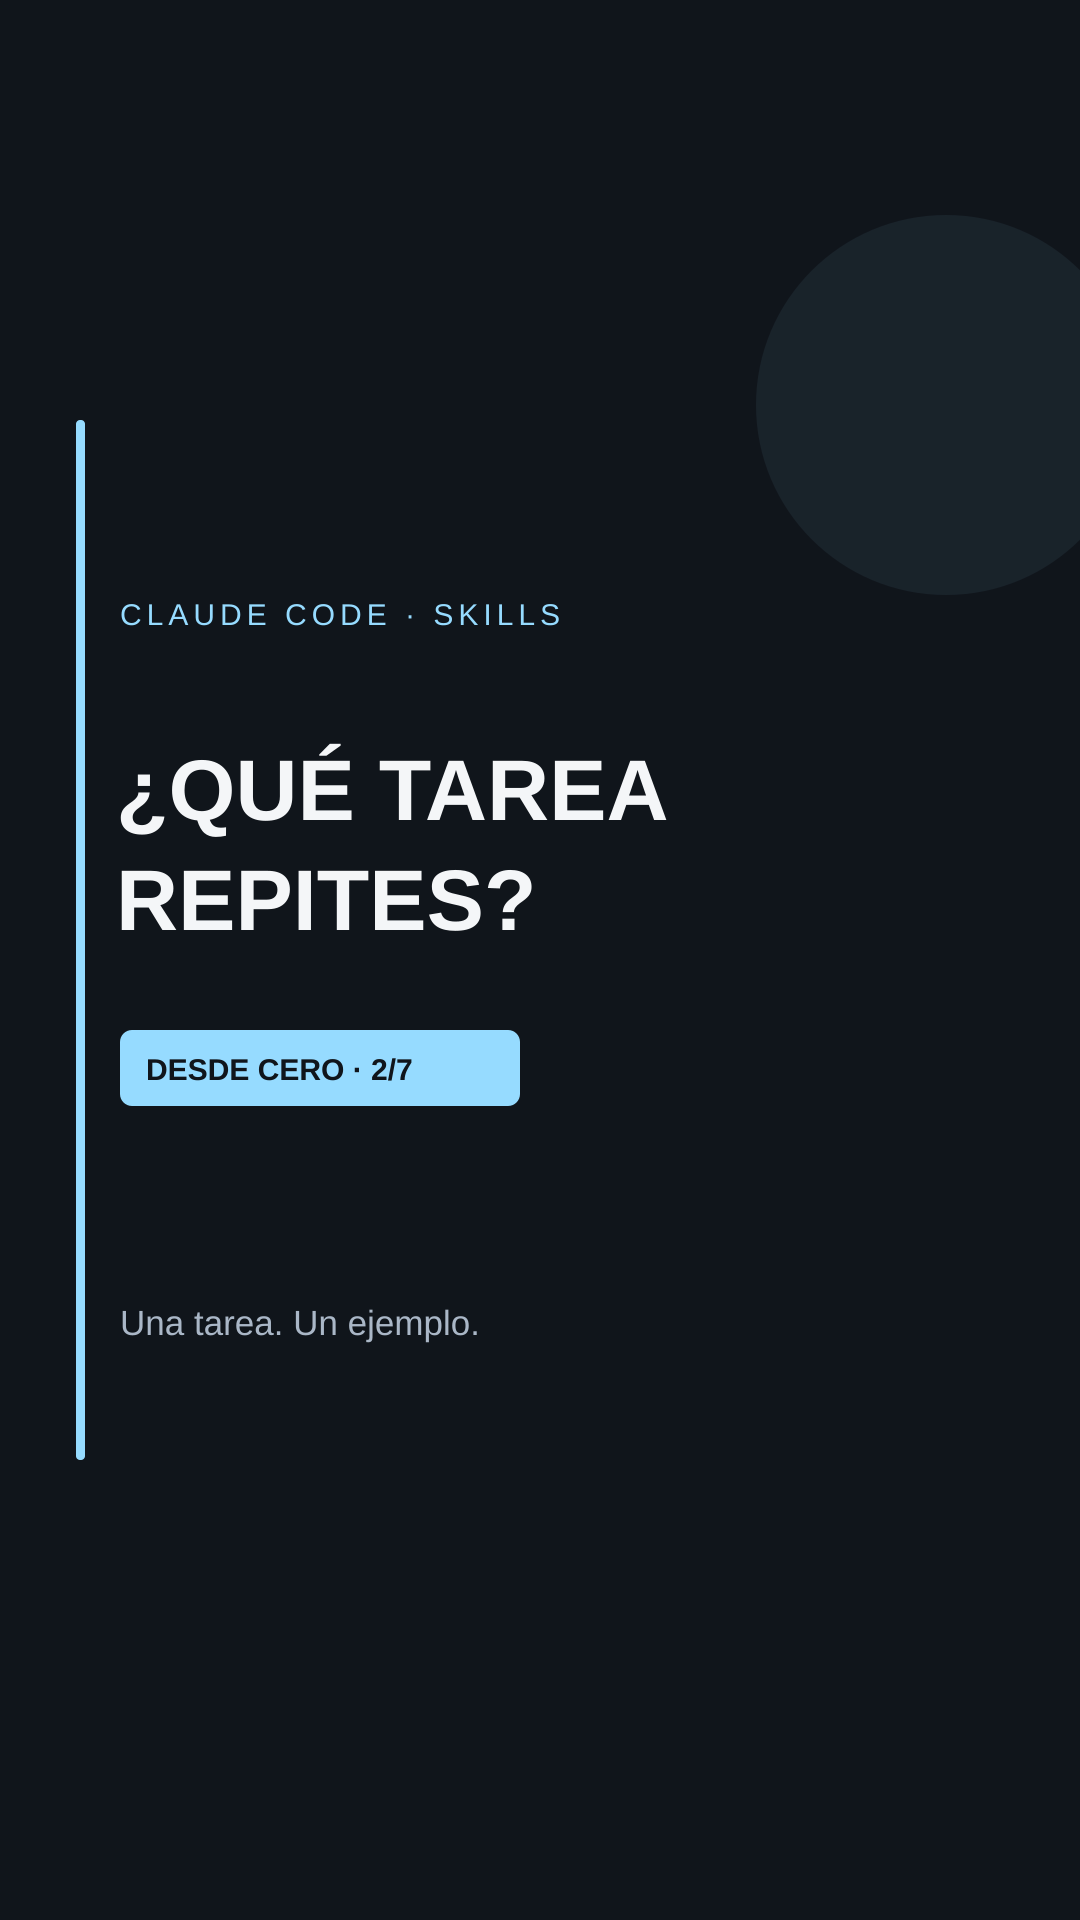 CLAUDE CODE · SKILLS
¿QUÉ TAREA
REPITES?
DESDE CERO · 2/7
Una tarea. Un ejemplo.